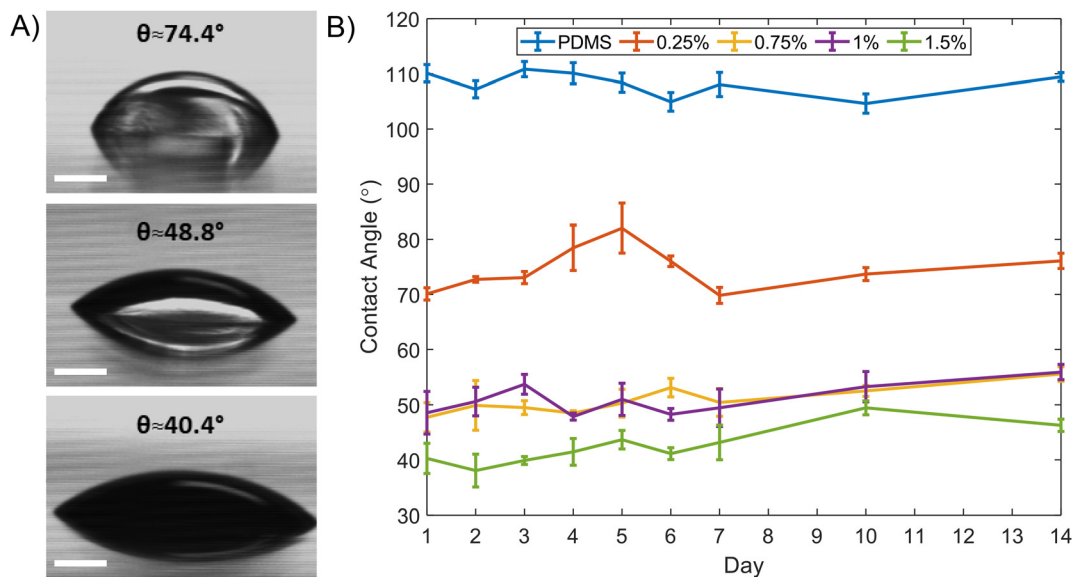 A)
θ≈74.4°
θ≈48.8°
θ≈40.4°
B)
PDMS 0.25% 0.75% 1% 1.5%
120
110
100
90
80
70
60
50
40
30
Contact Angle (°)
1 2 3 4 5 6 7 8 9 10 11 12 13 14
Day